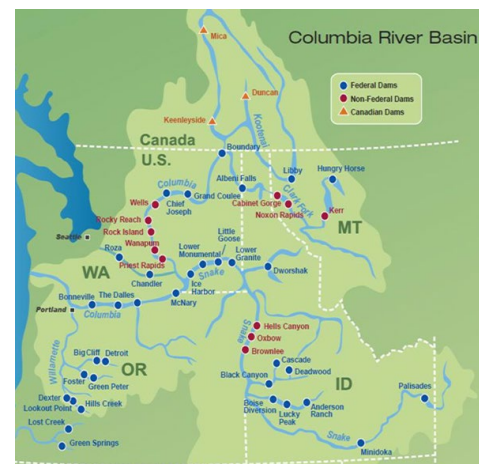 Columbia River Basin
Federal Dams
Non-Federal Dams
Canadian Dams
Mica
Duncan
Keenleyside
Kootenai
Canada
U.S.
Boundary
Albeni Falls
Libby
Hungry Horse
Columbia
Wells
Chief
Joseph
Grand Coulee
Cabinet Gorge
Clark Fork
Noxon Rapids
Kerr
MT
Rocky Reach
Rock Island
Wanapum
Seattle
Roza
Priest Rapids
WA
Chandler
Little
Goose
Lower
Monumental
Lower
Granite
Snake
Ice
Harbor
Dworshak
McNary
Bonneville
The Dalles
Portland
Columbia
Willamette
OR
Big Cliff
Detroit
Foster
Green Peter
Dexter
Lookout Point
Hills Creek
Lost Creek
Green Springs
Snake
Hells Canyon
Oxbow
Brownlee
Cascade
Deadwood
Black Canyon
ID
Boise
Diversion
Lucky
Peak
Anderson
Ranch
Palisades
Snake
Minidoka